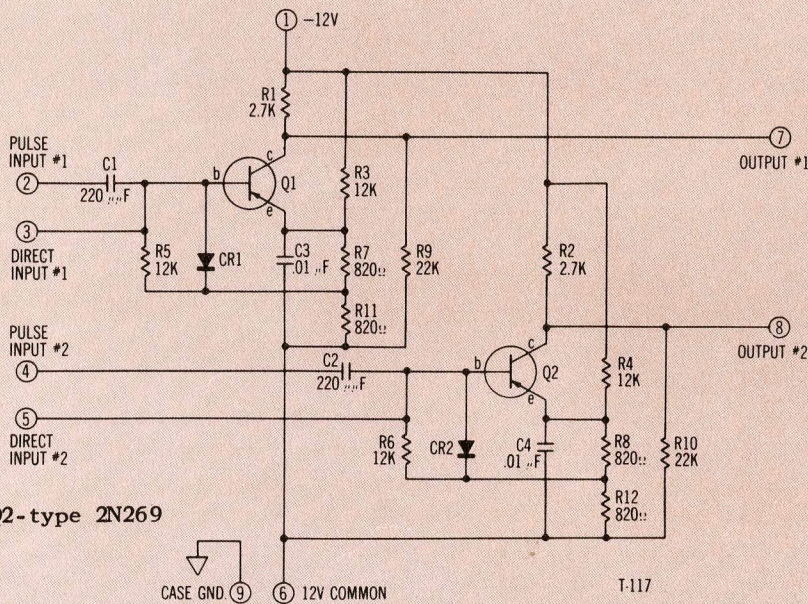 1 −12V
R1
2.7K
PULSE
INPUT #1
2
C1
220 μμF
b
c
e
Q1
R3
12K
7
OUTPUT #1
3
DIRECT
INPUT #1
R5
12K
CR1
C3
.01 μF
R7
820Ω
R9
22K
R2
2.7K
R11
820Ω
PULSE
INPUT #2
4
C2
220 μμF
b
c
e
Q2
8
OUTPUT #2
R4
12K
5
DIRECT
INPUT #2
R6
12K
CR2
C4
.01 μF
R8
820Ω
R10
22K
R12
820Ω
2-type 2N269
CASE GND. 9
6 12V COMMON
T-117